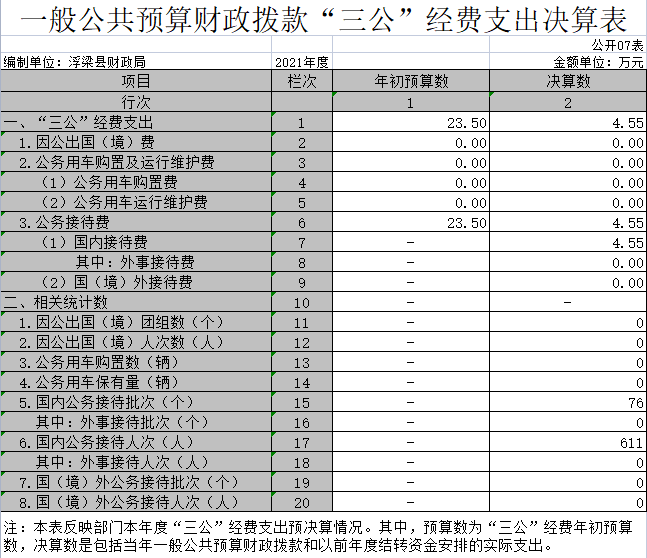 一般公共预算财政拨款“三公”经费支出决算表
公开07表
编制单位：浮梁县财政局 2021年度 金额单位：万元
项目 栏次 年初预算数 决算数
行次 1 2
一、“三公”经费支出 1 23.50 4.55
1.因公出国（境）费 2 0.00 0.00
2.公务用车购置及运行维护费 3 0.00 0.00
（1）公务用车购置费 4 0.00 0.00
（2）公务用车运行维护费 5 0.00 0.00
3.公务接待费 6 23.50 4.55
（1）国内接待费 7 - 4.55
其中：外事接待费 8 - 0.00
（2）国（境）外接待费 9 - 0.00
二、相关统计数 10 - -
1.因公出国（境）团组数（个） 11 - 0
2.因公出国（境）人次数（人） 12 - 0
3.公务用车购置数（辆） 13 - 0
4.公务用车保有量（辆） 14 - 0
5.国内公务接待批次（个） 15 - 76
其中：外事接待批次（个） 16 - 0
6.国内公务接待人次（人） 17 - 611
其中：外事接待人次（人） 18 - 0
7.国（境）外公务接待批次（个） 19 - 0
8.国（境）外公务接待人次（人） 20 - 0
注：本表反映部门本年度“三公”经费支出预决算情况。其中，预算数为“三公”经费年初预算
数，决算数是包括当年一般公共预算财政拨款和以前年度结转资金安排的实际支出。